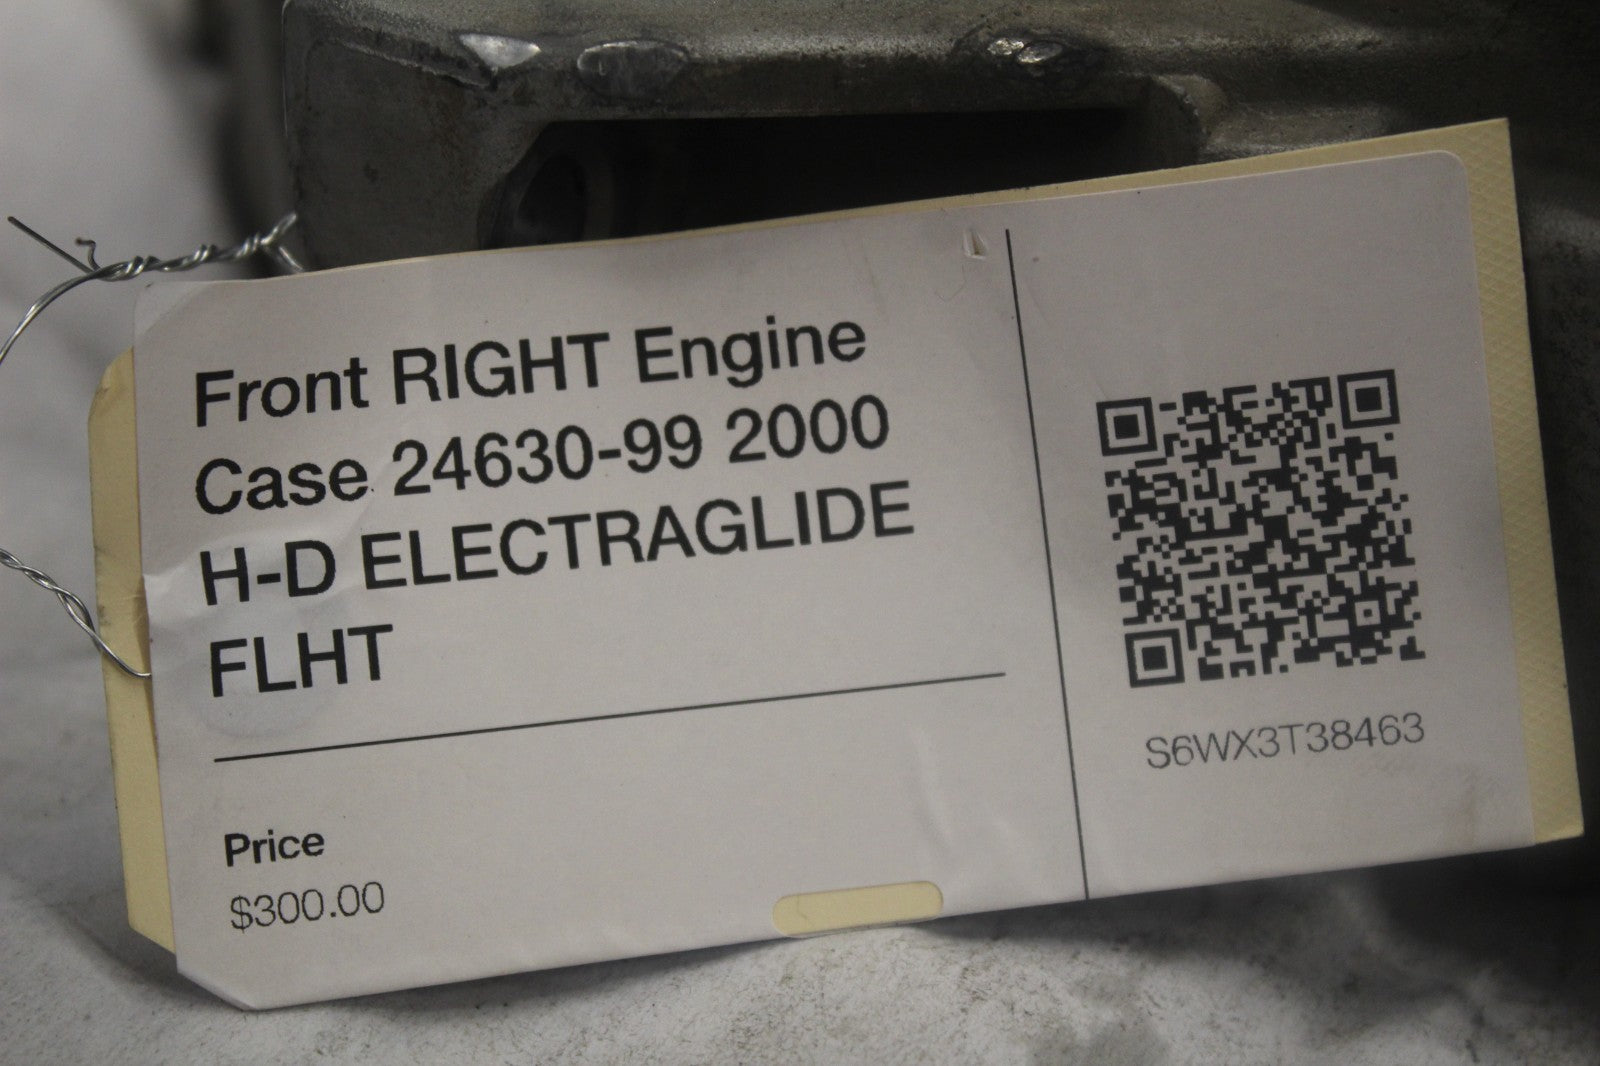 Front RIGHT Engine
Case 24630-99 2000
H-D ELECTRAGLIDE
FLHT
Price
$300.00
S6WX3T38463